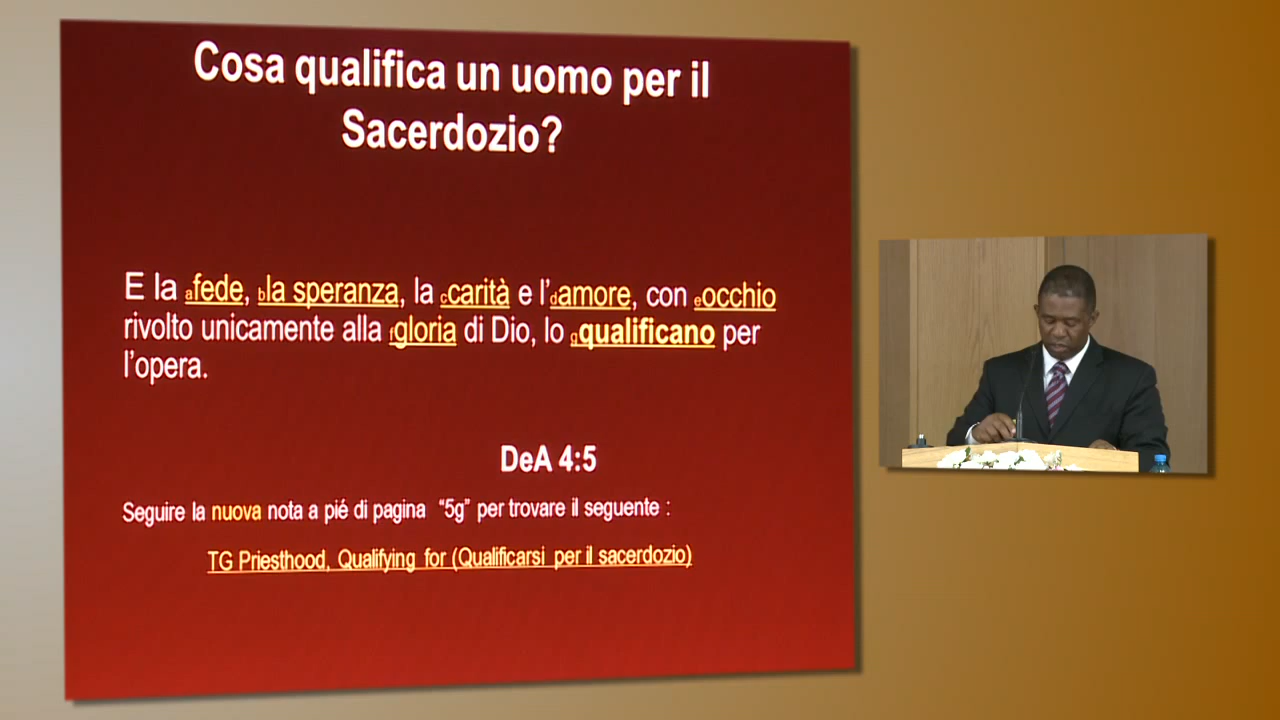 Cosa qualifica un uomo per il
Sacerdozio?
E la afede, bla speranza, la ccarità e l'damore, con eocchio
rivolto unicamente alla fgloria di Dio, lo gqualificano per
l'opera.
DeA 4:5
Seguire la nuova nota a pié di pagina “5g” per trovare il seguente :
TG Priesthood, Qualifying for (Qualificarsi per il sacerdozio)